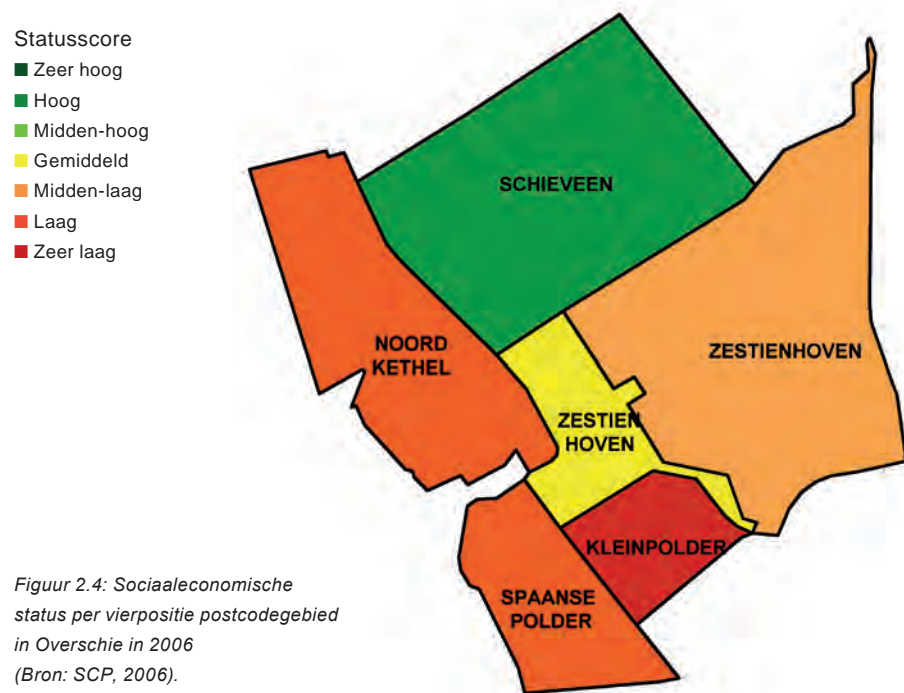 Statusscore
Zeer hoog
Hoog
Midden-hoog
Gemiddeld
Midden-laag
Laag
Zeer laag
SCHIEVEEN
NOORD
KETHEL
ZESTIENHOVEN
ZESTIEN
HOVEN
KLEINPOLDER
SPAANSE
POLDER
Figuur 2.4: Sociaaleconomische
status per vierpositie postcodegebied
in Overschie in 2006
(Bron: SCP, 2006).